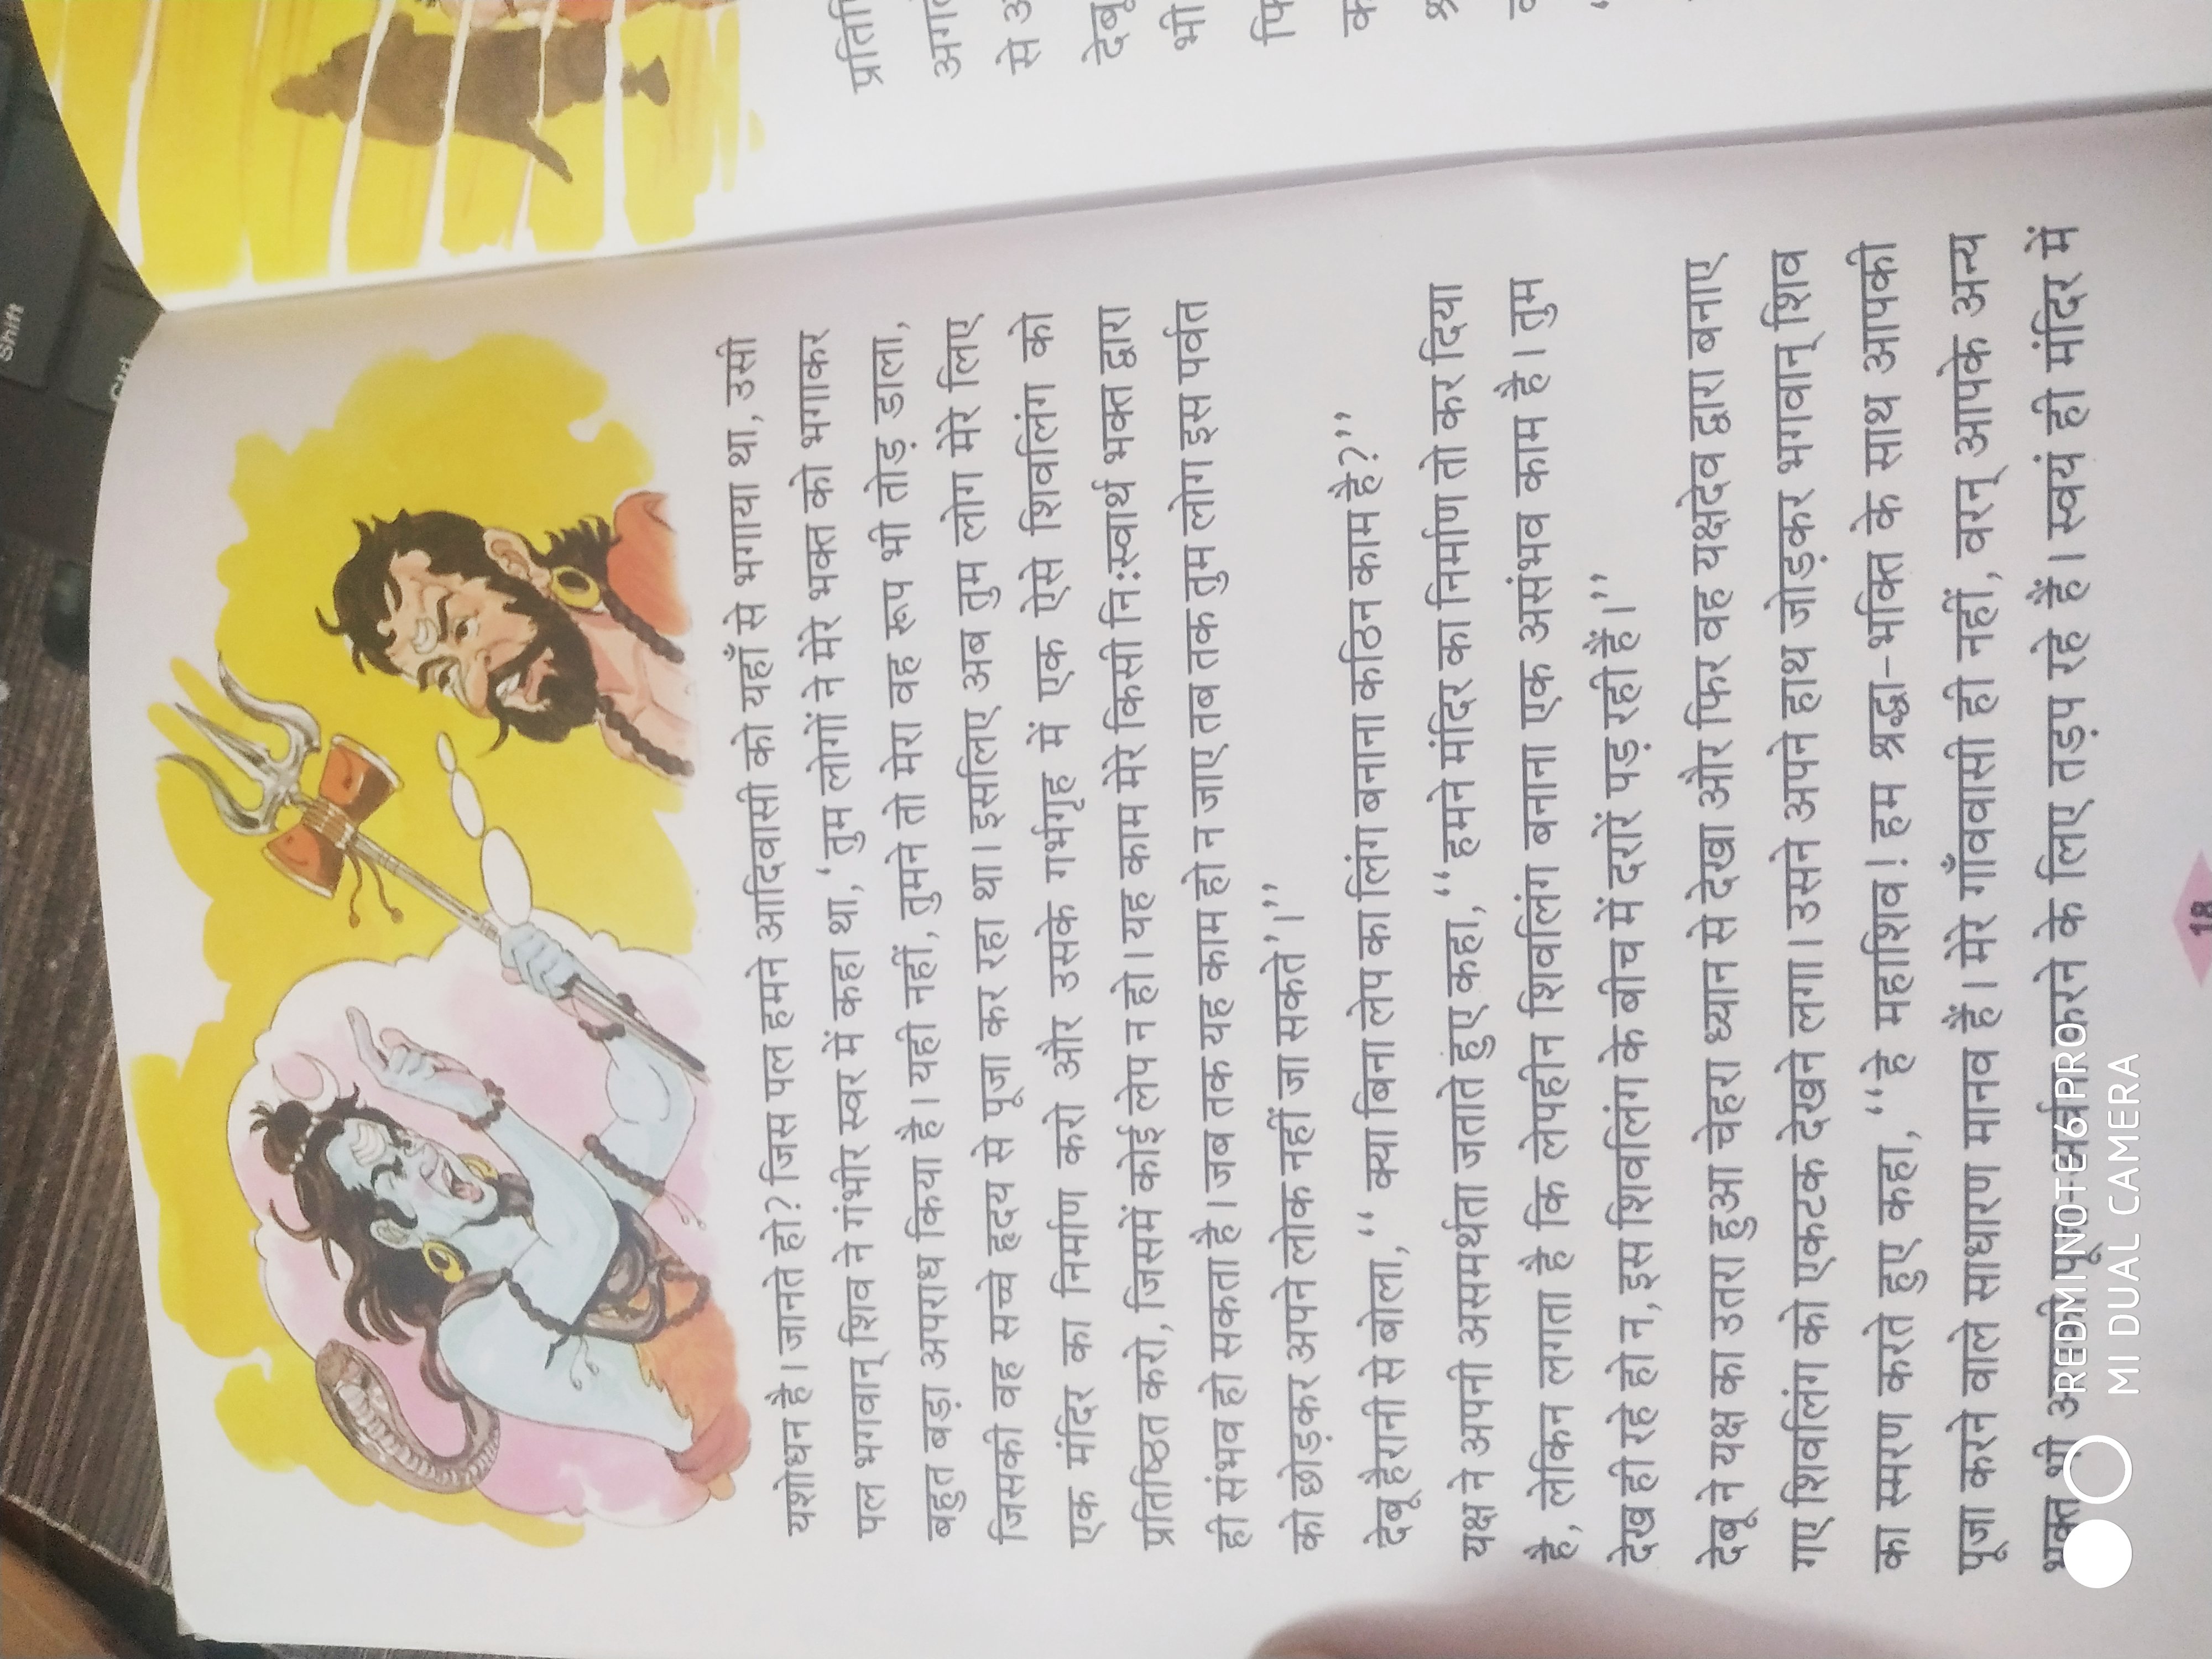 Shift
Ctrl
यशोधन है। जानते हो? जिस पल हमने आदिवासी को यहाँ से भगाया था, उसी
पल भगवान् शिव ने गंभीर स्वर में कहा था, ‘तुम लोगों ने मेरे भक्त को भगाकर
बहुत बड़ा अपराध किया है। यही नहीं, तुमने तो मेरा वह रूप भी तोड़ डाला,
जिसकी वह सच्चे हृदय से पूजा कर रहा था। इसलिए अब तुम लोग मेरे लिए
एक मंदिर का निर्माण करो और उसके गर्भगृह में एक ऐसे शिवलिंग को
प्रतिष्ठित करो, जिसमें कोई लेप न हो। यह काम मेरे किसी नि:स्वार्थ भक्त द्वारा
ही संभव हो सकता है। जब तक यह काम हो न जाए तब तक तुम लोग इस पर्वत
को छोड़कर अपने लोक नहीं जा सकते’।’’
देबू हैरानी से बोला, ‘‘ क्या बिना लेप का लिंग बनाना कठिन काम है?’’
यक्ष ने अपनी असमर्थता जताते हुए कहा, ‘‘हमने मंदिर का निर्माण तो कर दिया
है, लेकिन लगता है कि लेपहीन शिवलिंग बनाना एक असंभव काम है। तुम
देख ही रहे हो न, इस शिवलिंग के बीच में दरारें पड़ रही हैं।’’
देबू ने यक्ष का उतरा हुआ चेहरा ध्यान से देखा और फिर वह यक्षदेव द्वारा बनाए
गए शिवलिंग को एकटक देखने लगा। उसने अपने हाथ जोड़कर भगवान् शिव
का स्मरण करते हुए कहा, ‘‘हे महाशिव! हम श्रद्धा-भक्ति के साथ आपकी
पूजा करने वाले साधारण मानव हैं। मेरे गाँववासी ही नहीं, वरन् आपके अन्य
भक्त भी करने के लिए तड़प रहे हैं। स्वयं ही मंदिर में
REDMI NOTE 6 PRO
MI DUAL CAMERA
18
से
देबू
भी